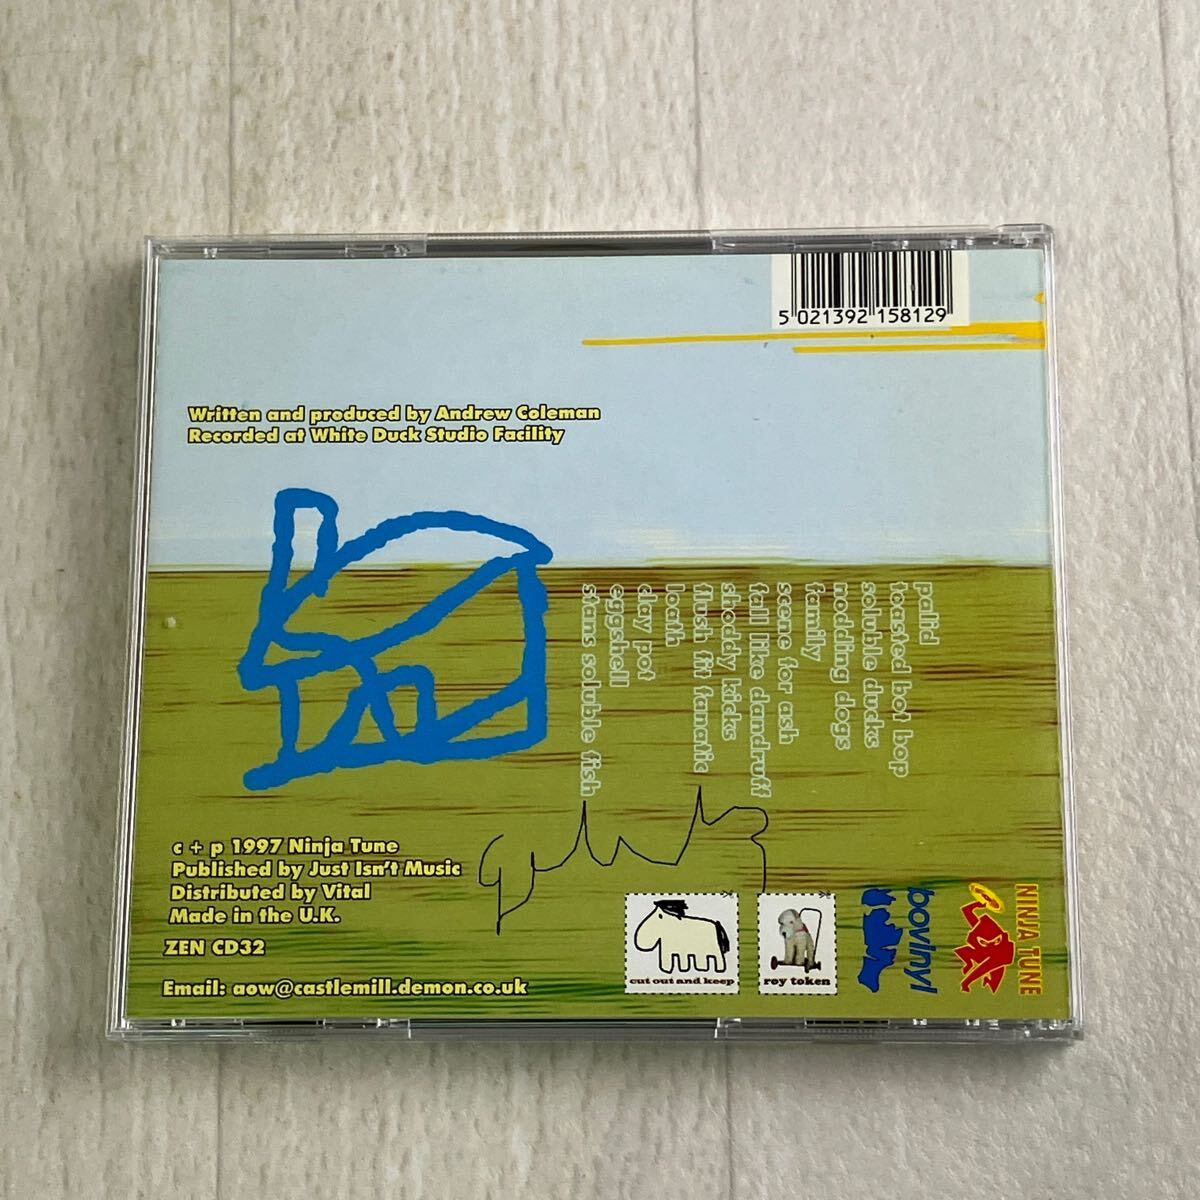 5 021392 158129
Written and produced by Andrew Coleman
Recorded at White Duck Studio Facility
palid
toasted bot bop
soluble ducks
nodding dogs
family
scene for ash
fall like dandruff
shoddy kicks
flush fit fanatic
loath
clay pot
eggshell
stans soluble fish
c + p 1997 Ninja Tune
Published by Just Isn't Music
Distributed by Vital
Made in the U.K.
ZEN CD32
Email: aow@castlemill.demon.co.uk
cut out and keep
roy token
bovinyl
NINJA TUNE